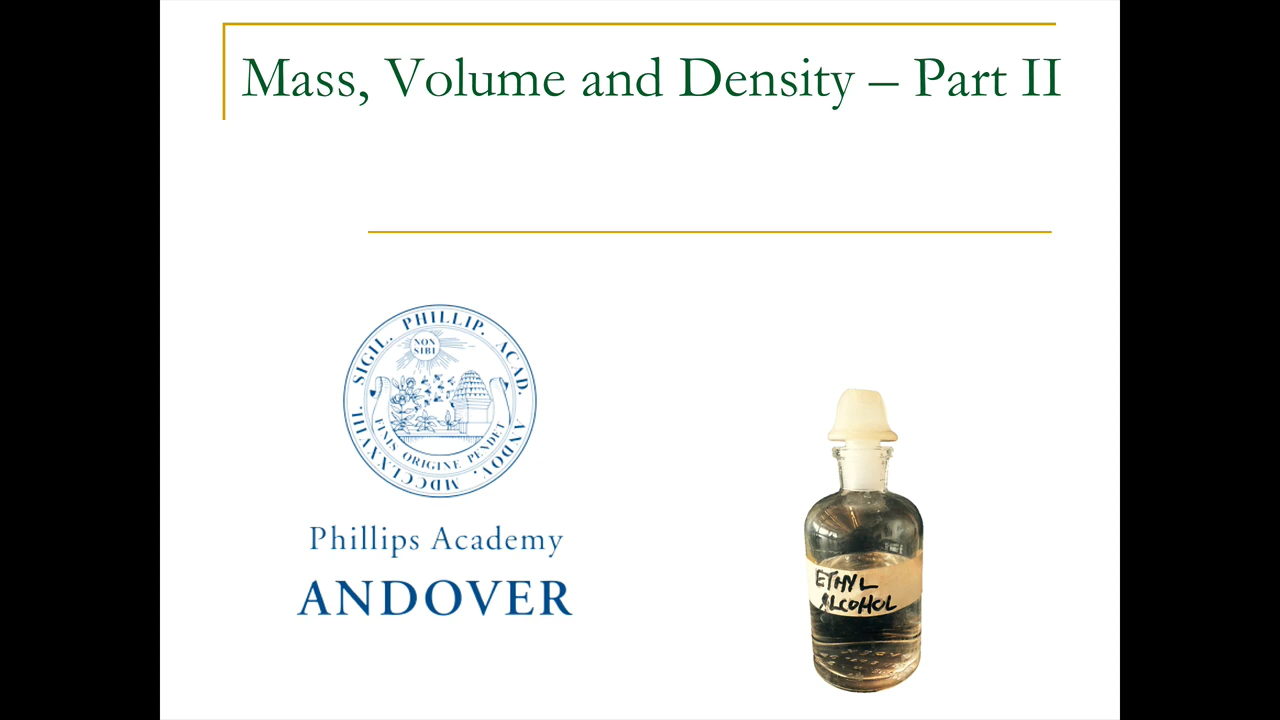 Mass, Volume and Density – Part II
SIGIL. PHILLIP. ACAD. ANDOV. MDCCLXXVIII.
NON
SIBI
FINIS ORIGINE PENDET
Phillips Academy
ANDOVER
ETHYL
ALCOHOL